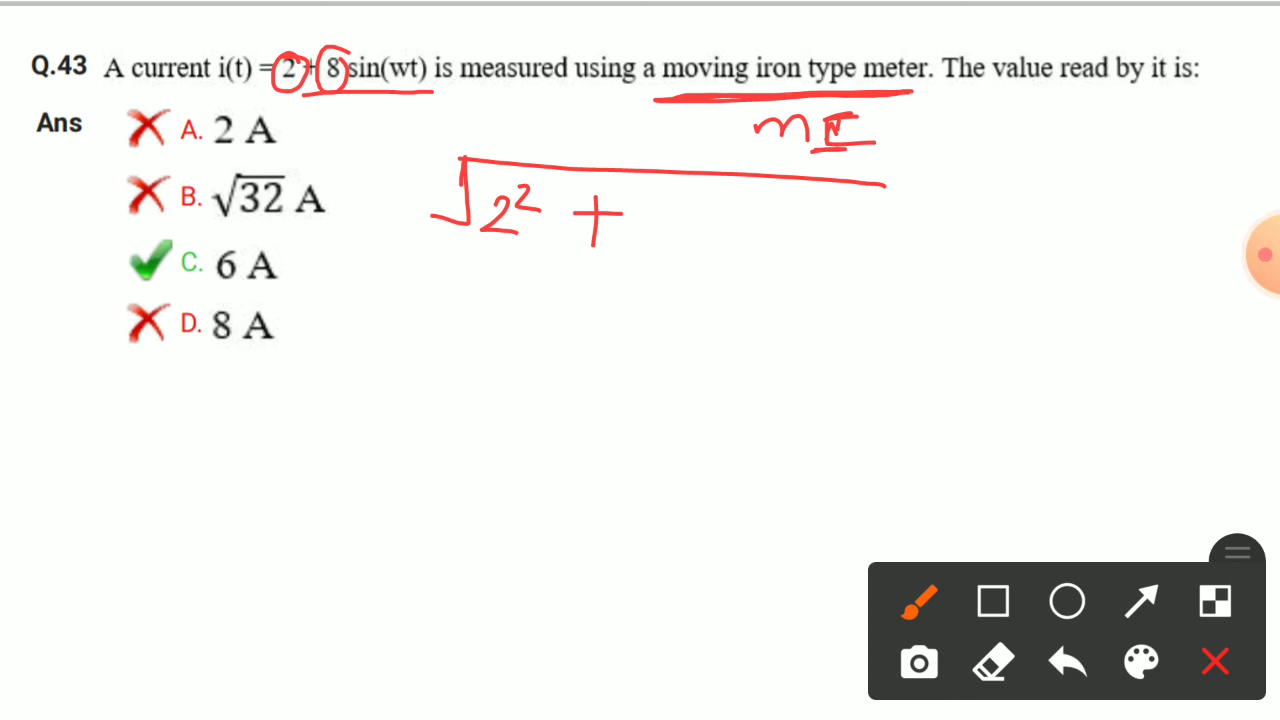 Q.43 A current i(t) = 2 + 8 sin(wt) is measured using a moving iron type meter. The value read by it is:
Ans A. 2 A
B. √32 A
C. 6 A
D. 8 A
MI
√2² +